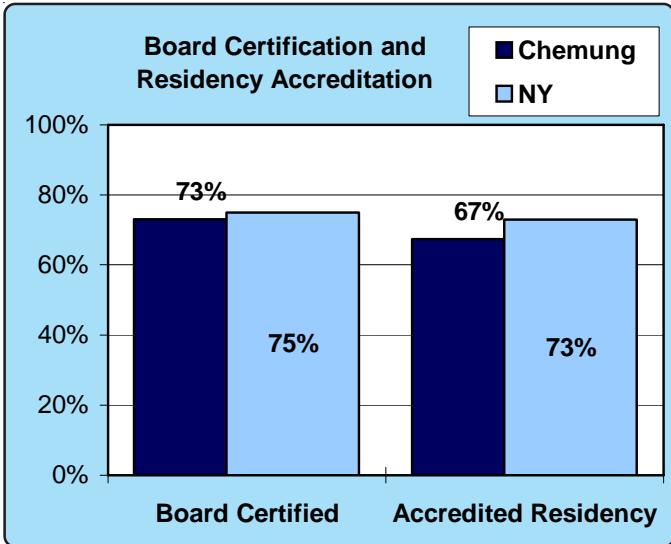 Board Certification and
Residency Accreditation
Chemung
NY
100%
80%
60%
40%
20%
0%
73%
75%
67%
73%
Board Certified
Accredited Residency